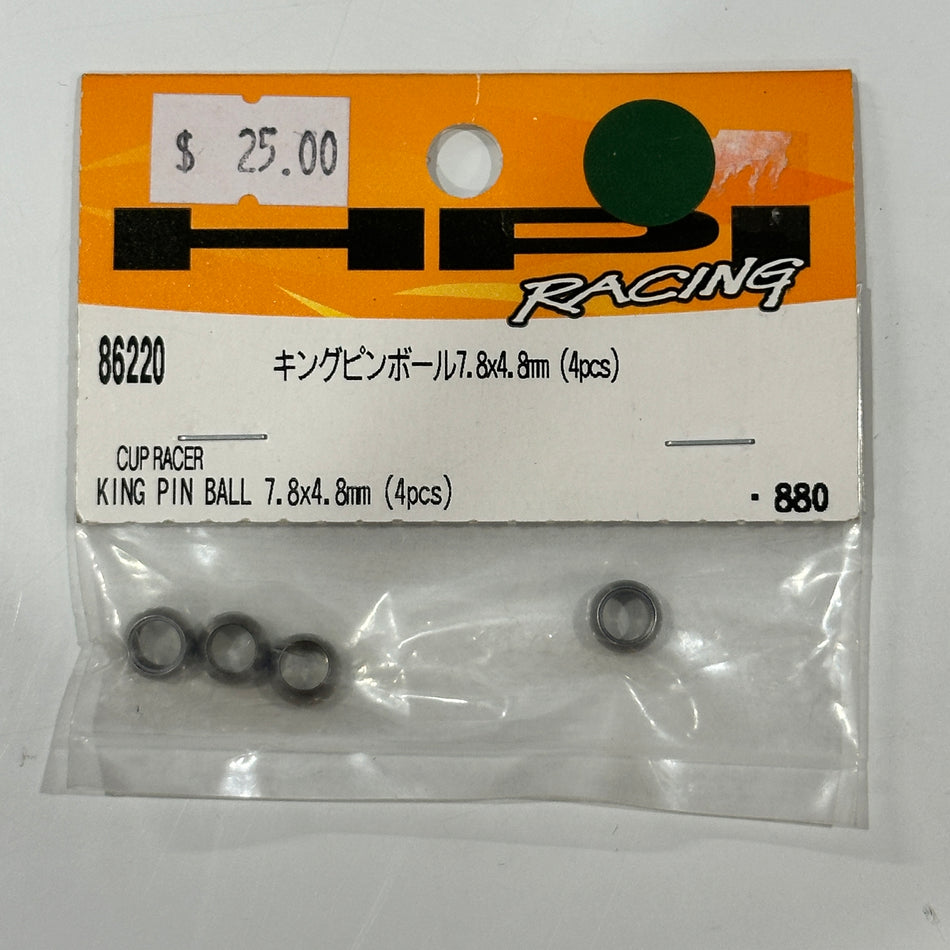 $ 25.00
HPI
RACING
86220
キングピンボール7.8x4.8mm (4pcs)
CUP RACER
KING PIN BALL 7.8x4.8mm (4pcs)
・880